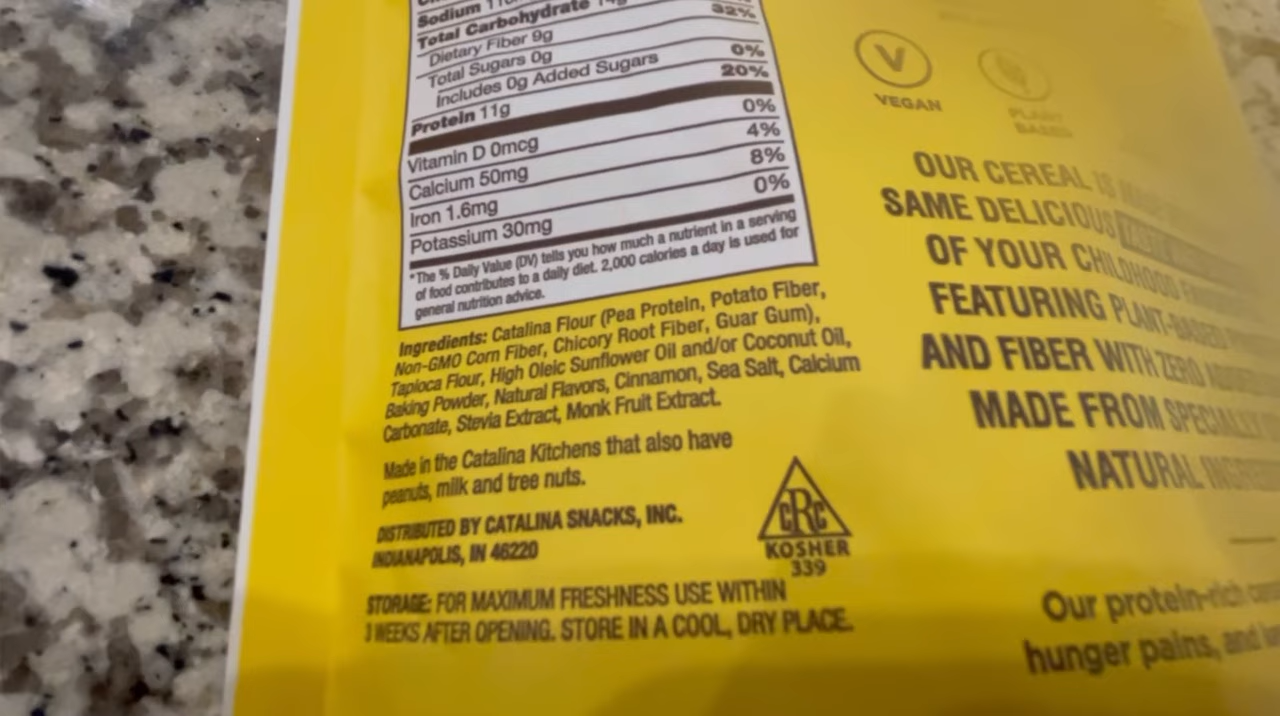 Sodium 110
Total Carbohydrate 14g
32%
Dietary Fiber 9g
Total Sugars 0g
Includes 0g Added Sugars 0%
Protein 11g 20%
Vitamin D 0mcg 0%
Calcium 50mg 4%
Iron 1.6mg 8%
Potassium 30mg 0%
*The % Daily Value (DV) tells you how much a nutrient in a serving
of food contributes to a daily diet. 2,000 calories a day is used for
general nutrition advice.
Ingredients: Catalina Flour (Pea Protein, Potato Fiber,
Non-GMO Corn Fiber, Chicory Root Fiber, Guar Gum),
Tapioca Flour, High Oleic Sunflower Oil and/or Coconut Oil,
Baking Powder, Natural Flavors, Cinnamon, Sea Salt, Calcium
Carbonate, Stevia Extract, Monk Fruit Extract.
Made in the Catalina Kitchens that also have
peanuts, milk and tree nuts.
DISTRIBUTED BY CATALINA SNACKS, INC.
INDIANAPOLIS, IN 46220
cRc
KOSHER
339
STORAGE: FOR MAXIMUM FRESHNESS USE WITHIN
3 WEEKS AFTER OPENING. STORE IN A COOL, DRY PLACE.
V
VEGAN
PLANT
BASED
OUR CEREAL IS
SAME DELICIOUS
OF YOUR CHILDHOOD
FEATURING PLANT-BASED
AND FIBER WITH ZERO
MADE FROM SPECIALLY
NATURAL
Our protein-rich
hunger pains, and